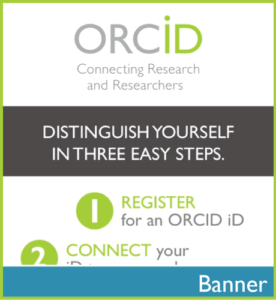 ORCiD
Connecting Research
and Researchers
DISTINGUISH YOURSELF
IN THREE EASY STEPS.
1 REGISTER
for an ORCID iD
2 CONNECT your
Banner